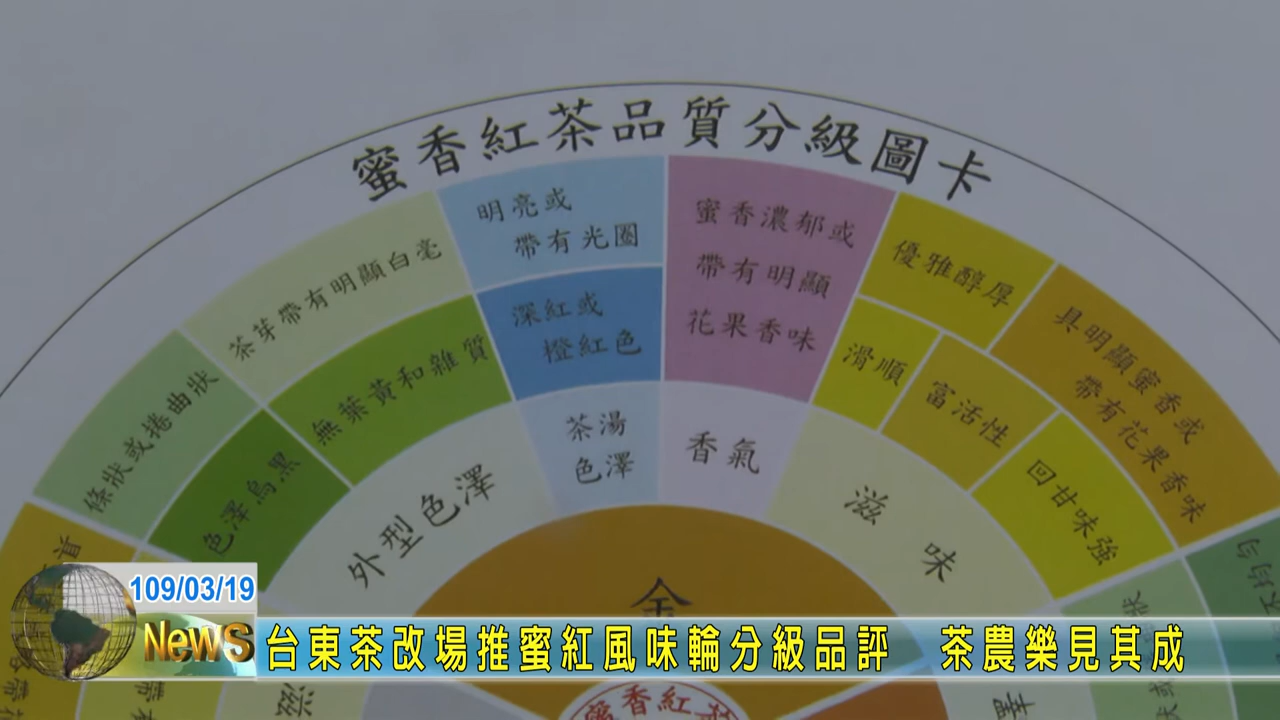 蜜香紅茶品質分級圖卡
明亮或
帶有光圈
蜜香濃郁或
帶有明顯
花果香味
優雅醇厚
具明顯蜜香或
帶有花果香味
茶芽帶有明顯白毫
深紅或
橙紅色
滑順
富活性
回甘味強
條狀或捲曲狀
無葉黃和雜質
色澤烏黑
外型色澤
茶湯
色澤
香氣
滋味
金
蜜香紅茶
109/03/19
News
台東茶改場推蜜紅風味輪分級品評 茶農樂見其成